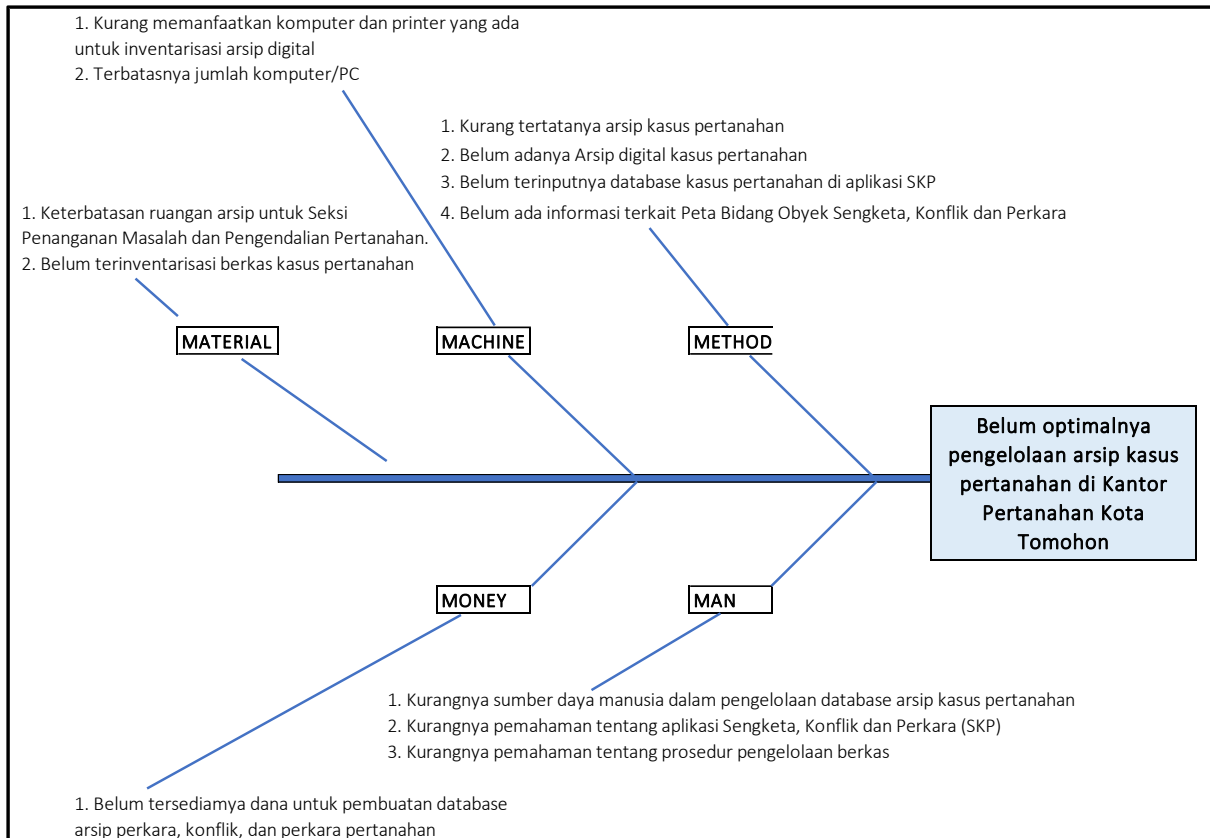 1. Kurang memanfaatkan komputer dan printer yang ada
untuk inventarisasi arsip digital
2. Terbatasnya jumlah komputer/PC
1. Kurang tertatanya arsip kasus pertanahan
2. Belum adanya Arsip digital kasus pertanahan
3. Belum terinputnya database kasus pertanahan di aplikasi SKP
4. Belum ada informasi terkait Peta Bidang Obyek Sengketa, Konflik dan Perkara
1. Keterbatasan ruangan arsip untuk Seksi
Penanganan Masalah dan Pengendalian Pertanahan.
2. Belum terinventarisasi berkas kasus pertanahan
MATERIAL
MACHINE
METHOD
Belum optimalnya
pengelolaan arsip kasus
pertanahan di Kantor
Pertanahan Kota
Tomohon
MONEY
MAN
1. Kurangnya sumber daya manusia dalam pengelolaan database arsip kasus pertanahan
2. Kurangnya pemahaman tentang aplikasi Sengketa, Konflik dan Perkara (SKP)
3. Kurangnya pemahaman tentang prosedur pengelolaan berkas
1. Belum tersediamya dana untuk pembuatan database
arsip perkara, konflik, dan perkara pertanahan